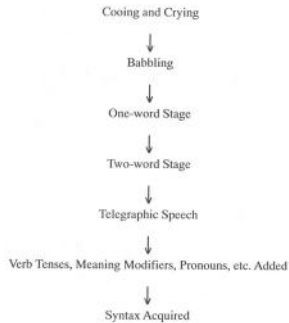 Cooing and Crying
Babbling
One-word Stage
Two-word Stage
Telegraphic Speech
Verb Tenses, Meaning Modifiers, Pronouns, etc. Added
Syntax Acquired